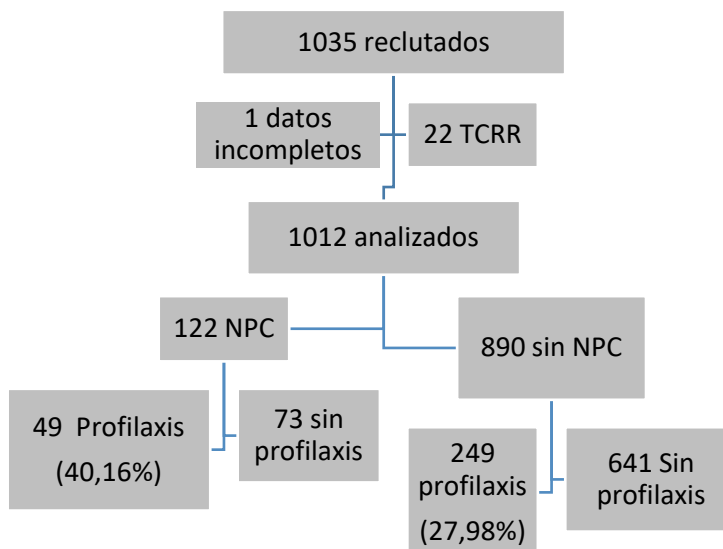 1035 reclutados
1 datos
incompletos
22 TCRR
1012 analizados
122 NPC
890 sin NPC
49 Profilaxis
(40,16%)
73 sin
profilaxis
249
profilaxis
(27,98%)
641 Sin
profilaxis